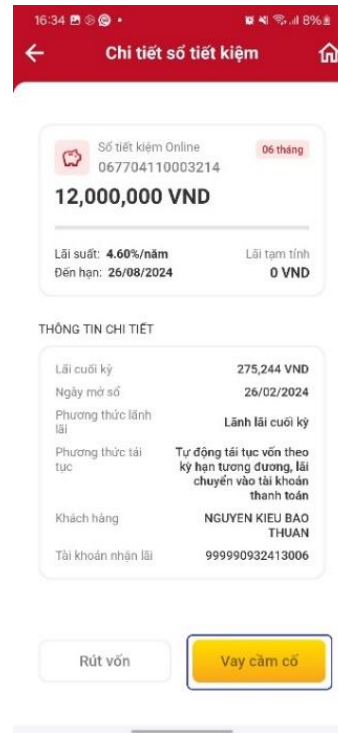 16:34
8%
Chi tiết sổ tiết kiệm
Sổ tiết kiệm Online
06 tháng
067704110003214
12,000,000 VND
Lãi suất: 4.60%/năm
Lãi tạm tính
Đến hạn: 26/08/2024
0 VND
THÔNG TIN CHI TIẾT
Lãi cuối kỳ
275,244 VND
Ngày mở sổ
26/02/2024
Phương thức lãnh
lãi
Lãnh lãi cuối kỳ
Phương thức tái
tục
Tự động tái tục vốn theo
kỳ hạn tương đương, lãi
chuyển vào tài khoản
thanh toán
Khách hàng
NGUYEN KIEU BAO
THUAN
Tài khoản nhận lãi
999990932413006
Rút vốn
Vay cầm cố